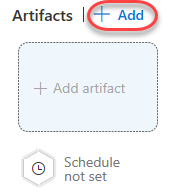 Artifacts | + Add
+ Add artifact
Schedule
not set